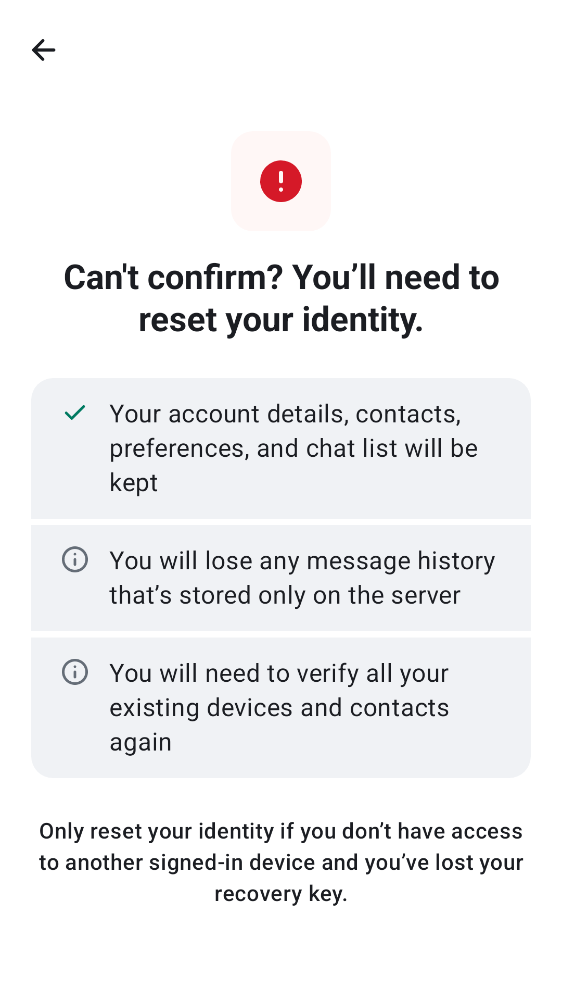 Can't confirm? You’ll need to
reset your identity.
Your account details, contacts,
preferences, and chat list will be
kept
You will lose any message history
that’s stored only on the server
You will need to verify all your
existing devices and contacts
again
Only reset your identity if you don’t have access
to another signed-in device and you’ve lost your
recovery key.